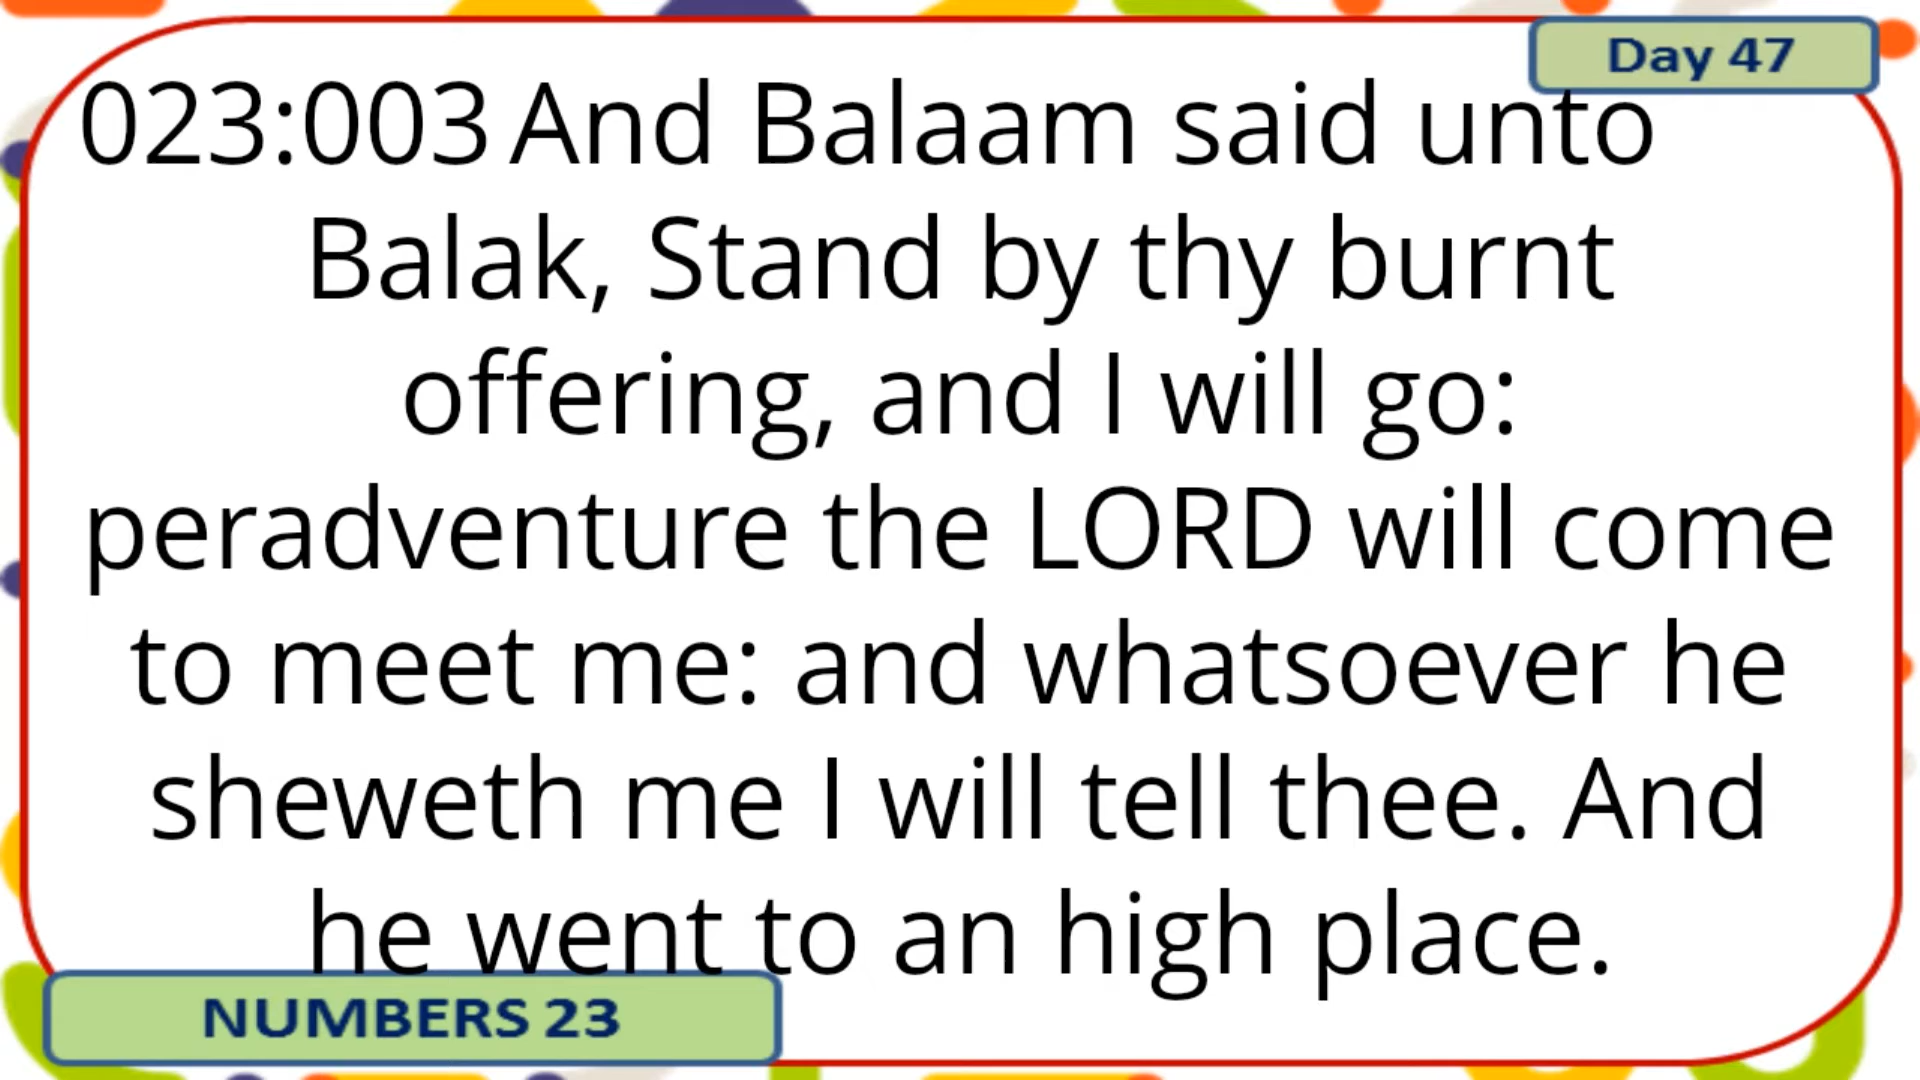 Day 47
023:003 And Balaam said unto
Balak, Stand by thy burnt
offering, and I will go:
peradventure the LORD will come
to meet me: and whatsoever he
sheweth me I will tell thee. And
he went to an high place.
NUMBERS 23